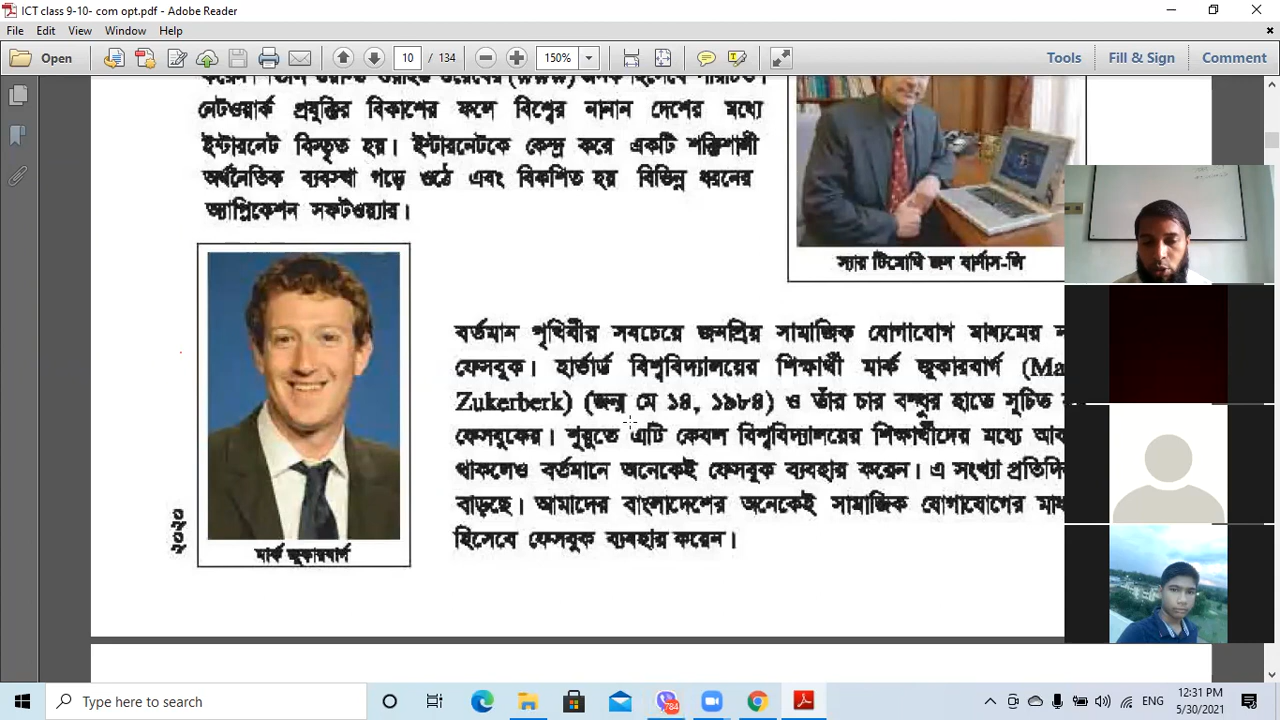 ICT class 9-10- com opt.pdf - Adobe Reader
File Edit View Window Help
Open 10 / 134 150% Tools Fill & Sign Comment
নেটওয়ার্ক প্রযুক্তির বিকাশের ফলে বিশ্বের নানান দেশের মধ্যে
ইন্টারনেট বিস্তৃত হয়। ইন্টারনেটকে কেন্দ্র করে একটি শক্তিশালী
অর্থনৈতিক ব্যবস্থা গড়ে ওঠে এবং বিকশিত হয় বিভিন্ন ধরনের
অ্যাপ্লিকেশন সফটওয়্যার।
স্যার টিমোথি জন বার্নাস-লি
বর্তমান পৃথিবীর সবচেয়ে জনপ্রিয় সামাজিক যোগাযোগ মাধ্যমের
ফেসবুক। হার্ভার্ড বিশ্ববিদ্যালয়ের শিক্ষার্থী মার্ক জুকারবার্গ (Ma
Zukerberk) (জন্ম মে ১৪, ১৯৮৪) ও তাঁর চার বন্ধুর হাতে সূচিত
ফেসবুকের। শুরুতে এটি কেবল বিশ্ববিদ্যালয়ের শিক্ষার্থীদের মধ্যে
থাকলেও বর্তমানে অনেকেই ফেসবুক ব্যবহার করেন। এ সংখ্যা
বাড়ছে। আমাদের বাংলাদেশের অনেকেই সামাজিক যোগাযোগের
হিসেবে ফেসবুক ব্যবহার করেন।
মার্ক জুকারবার্গ
২০২০
Type here to search
784
ENG
12:31 PM
5/30/2021